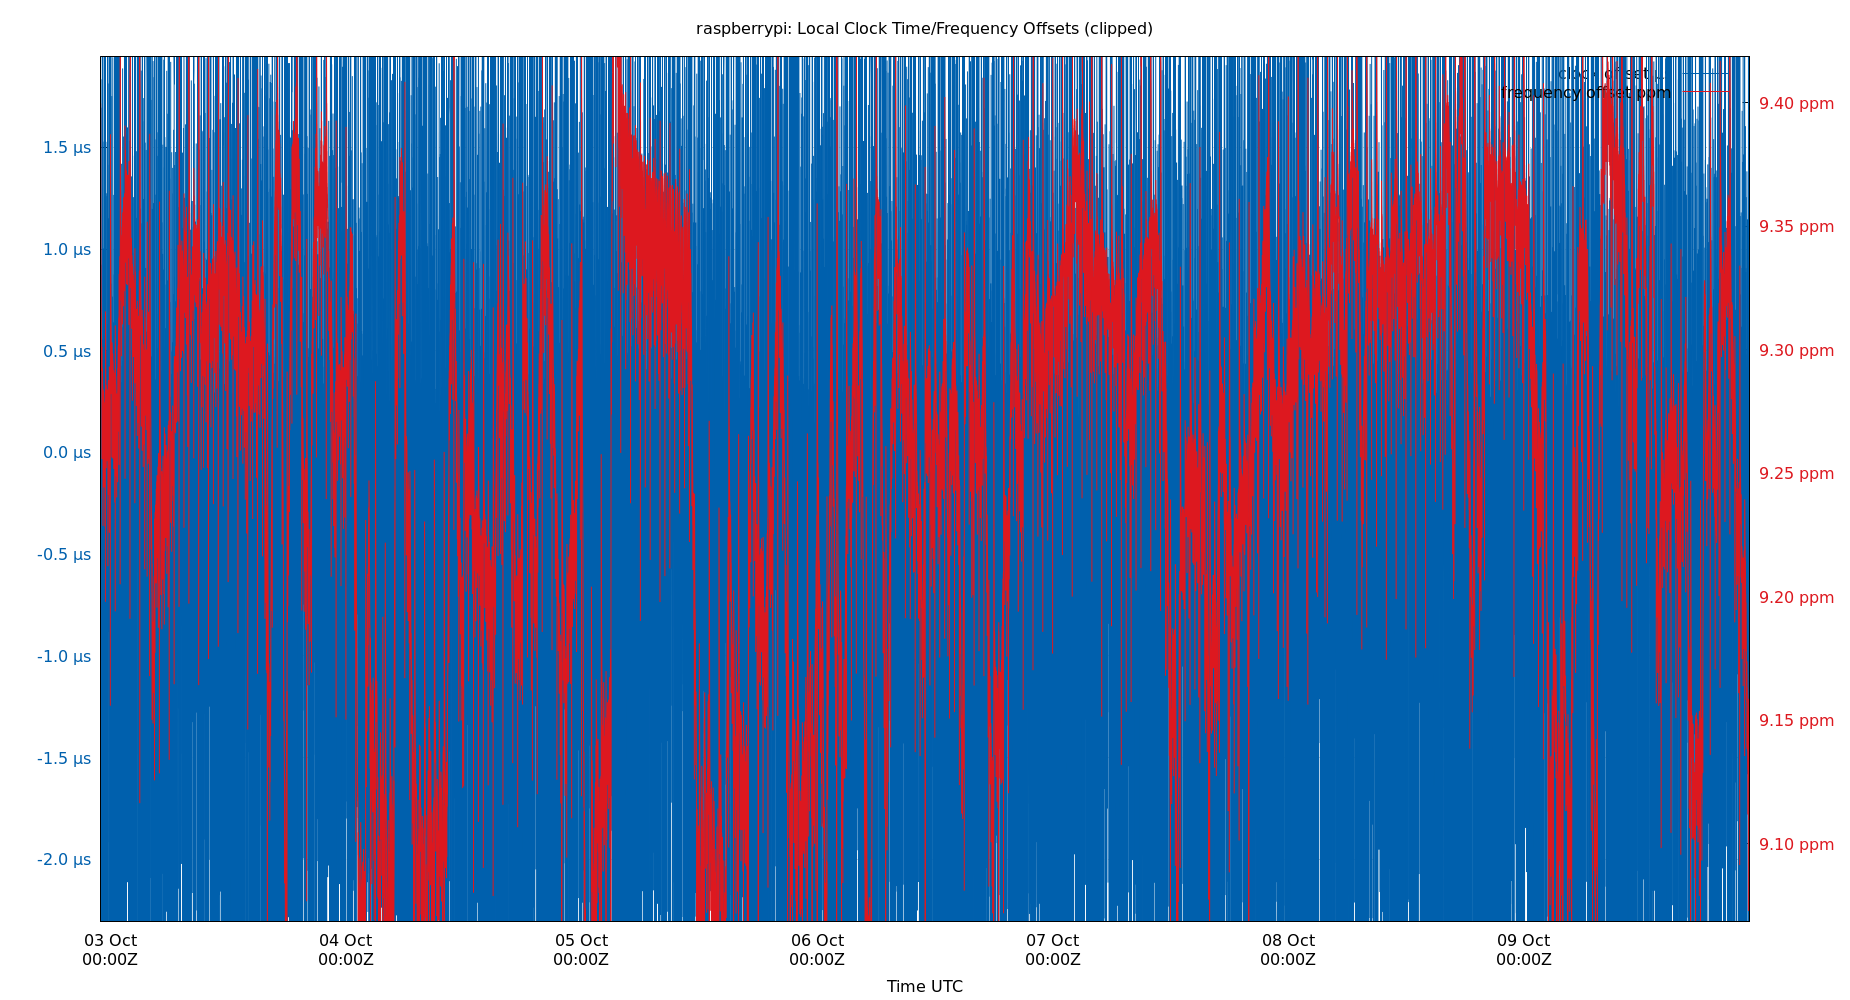 raspberrypi: Local Clock Time/Frequency Offsets (clipped)
clock offset
frequency offset ppm
1.5 µs
1.0 µs
0.5 µs
0.0 µs
-0.5 µs
-1.0 µs
-1.5 µs
-2.0 µs
9.40 ppm
9.35 ppm
9.30 ppm
9.25 ppm
9.20 ppm
9.15 ppm
9.10 ppm
03 Oct
00:00Z
04 Oct
00:00Z
05 Oct
00:00Z
06 Oct
00:00Z
07 Oct
00:00Z
08 Oct
00:00Z
09 Oct
00:00Z
Time UTC